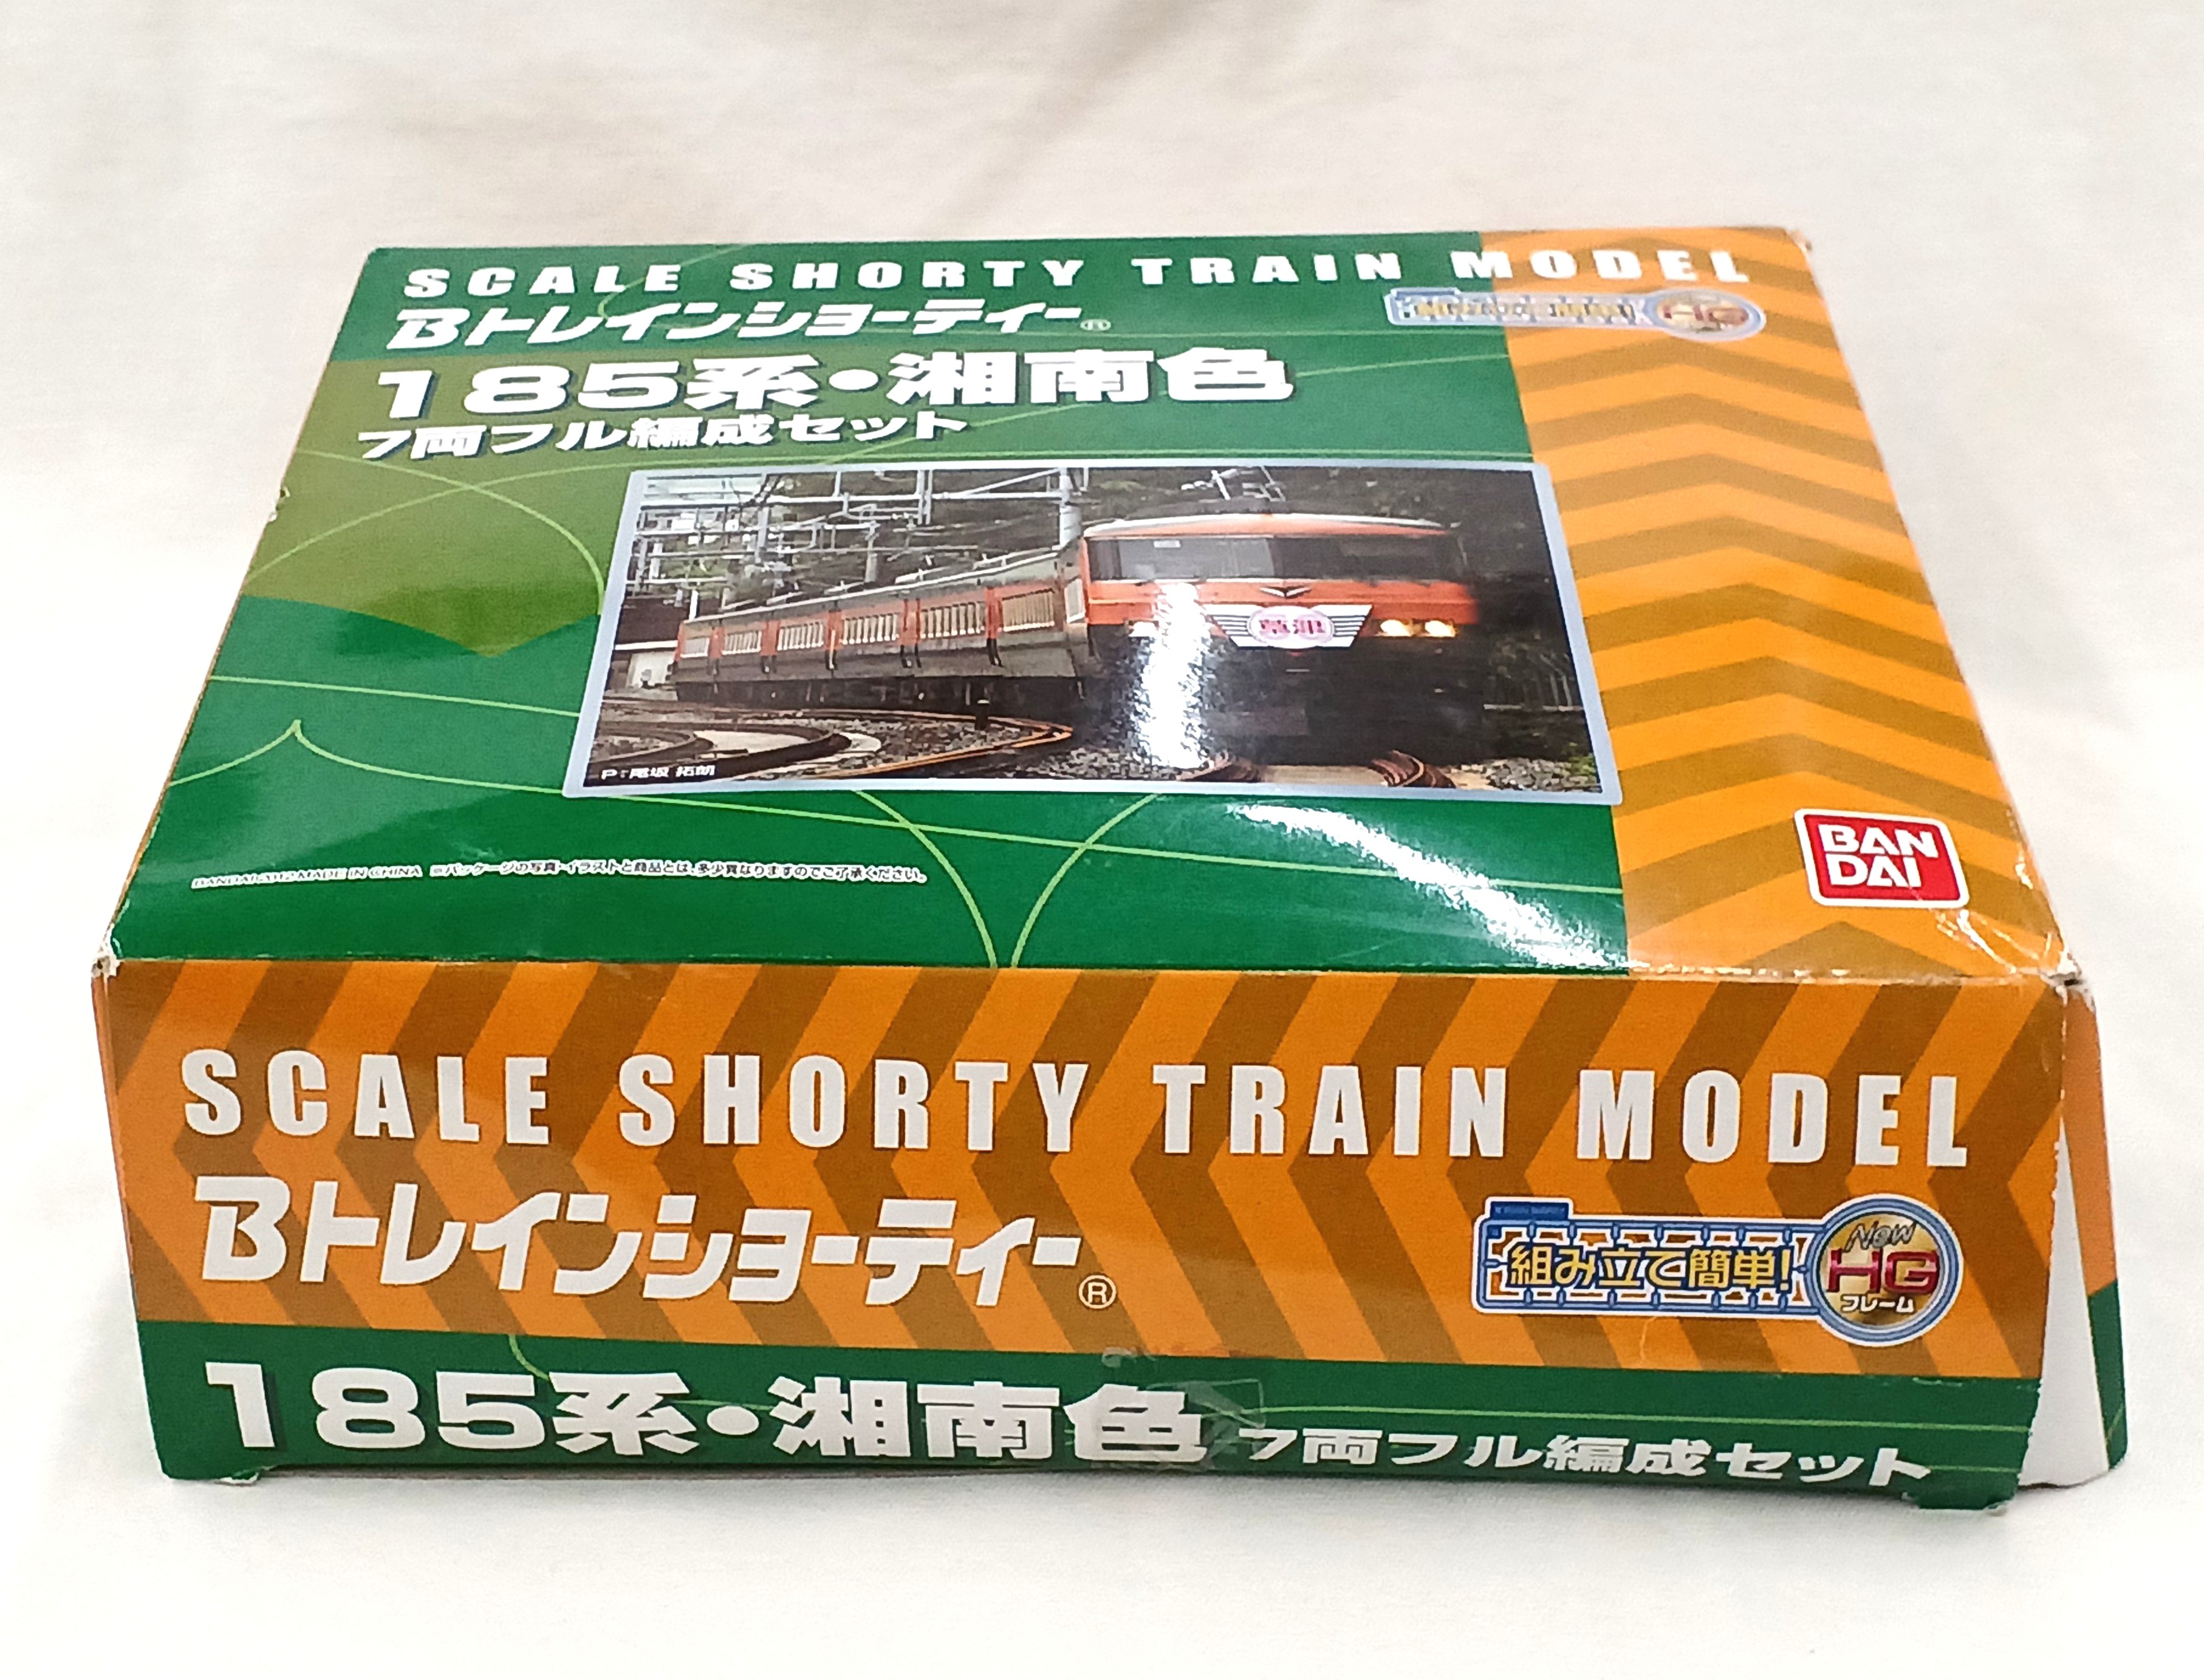 SCALE SHORTY TRAIN MODEL
Bトレインショーティー®
HG
185系・湘南色
7両フル編成セット
草津
P:尾坂 拓朗
BANDAI 2012 MADE IN CHINA ※パッケージの写真・イラストと商品とは、多少異なりますのでご了承ください。
BAN
DAI
SCALE SHORTY TRAIN MODEL
Bトレインショーティー®
組み立て簡単!
New
HG
フレーム
185系・湘南色 7両フル編成セット